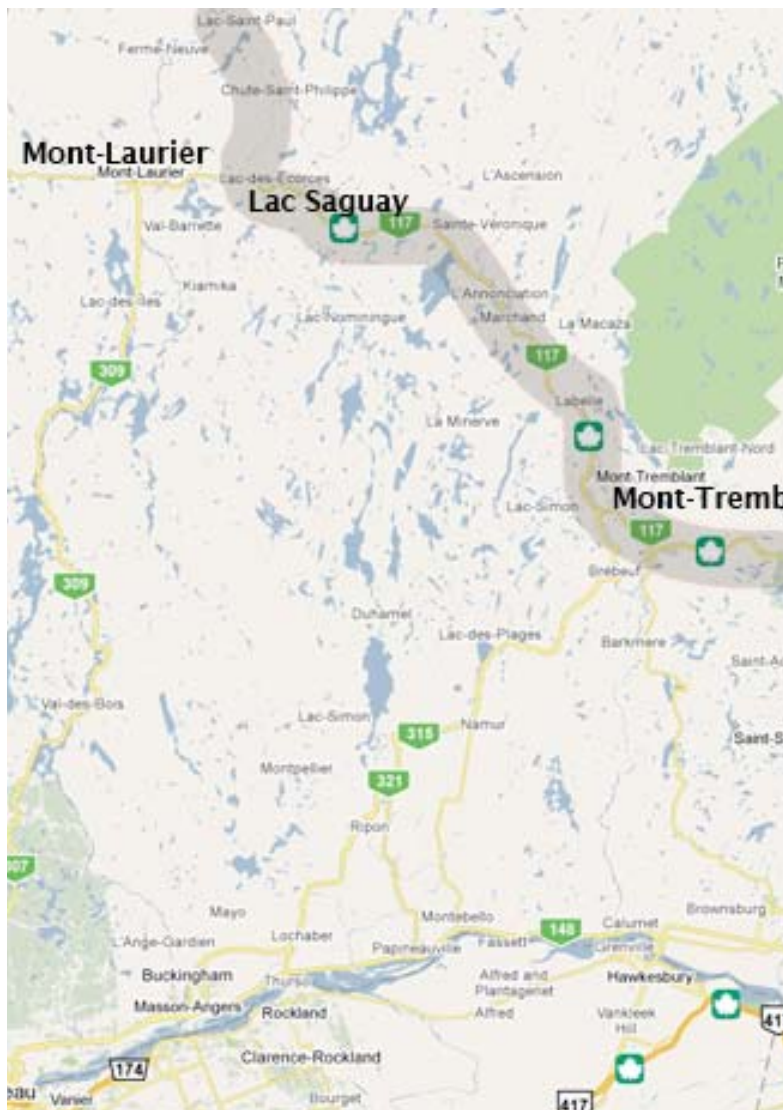 Lac-Saint-Paul
Ferme-Neuve
Chute-Saint-Philippe
Mont-Laurier
Mont-Laurier
Lac-des-Écorces
L'Ascension
Lac Saguay
117
Sainte-Véronique
Val-Barrette
Kiamika
Lac-des-Îles
L'Annonciation
Lac-Nominingue
Marchand
La Macaza
117
309
Labelle
La Minerve
Lac-Tremblant-Nord
Mont-Tremblant
Mont-Tremb
Lac-Simon
117
Brébeuf
309
Duhamel
Lac-des-Plages
Barkmere
Val-des-Bois
Lac-Simon
Namur
315
Saint-S
Montpellier
321
Ripon
307
Mayo
Montebello
Brownsburg
Lochaber
148
Calumet
L'Ange-Gardien
Papineauville
Fassett
Grenville
Buckingham
Thurso
Alfred and
Plantagenet
Hawkesbury
Masson-Angers
Rockland
Alfred
Vankleek
Hill
417
Clarence-Rockland
174
eau
Vanier
Bourget
417